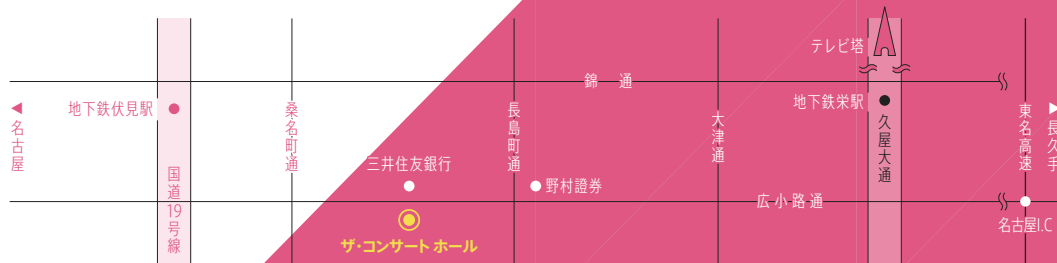 テレビ塔
錦通
◀名古屋
地下鉄伏見駅
桑名町通
長島町通
大津通
地下鉄栄駅
久屋大通
東名高速
▶長久手
三井住友銀行
野村證券
国道19号線
広小路通
名古屋I.C
ザ・コンサートホール